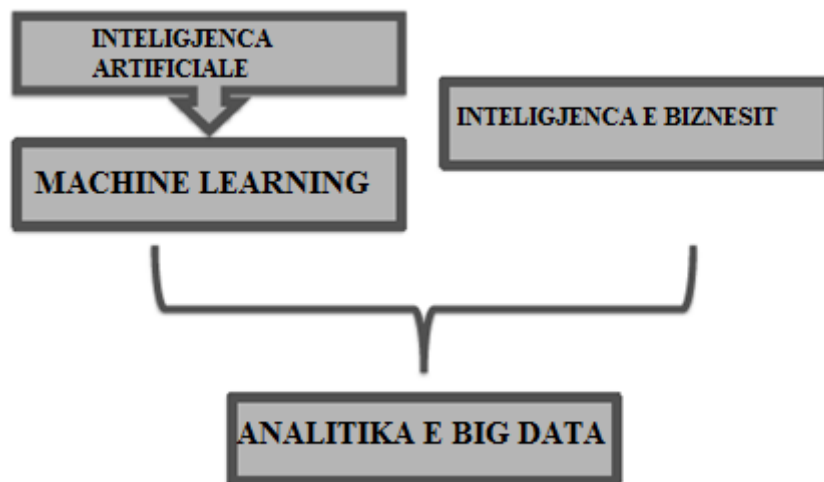 INTELIGJENCA
ARTIFICIALE
INTELIGJENCA E BIZNESIT
MACHINE LEARNING
ANALITIKA E BIG DATA